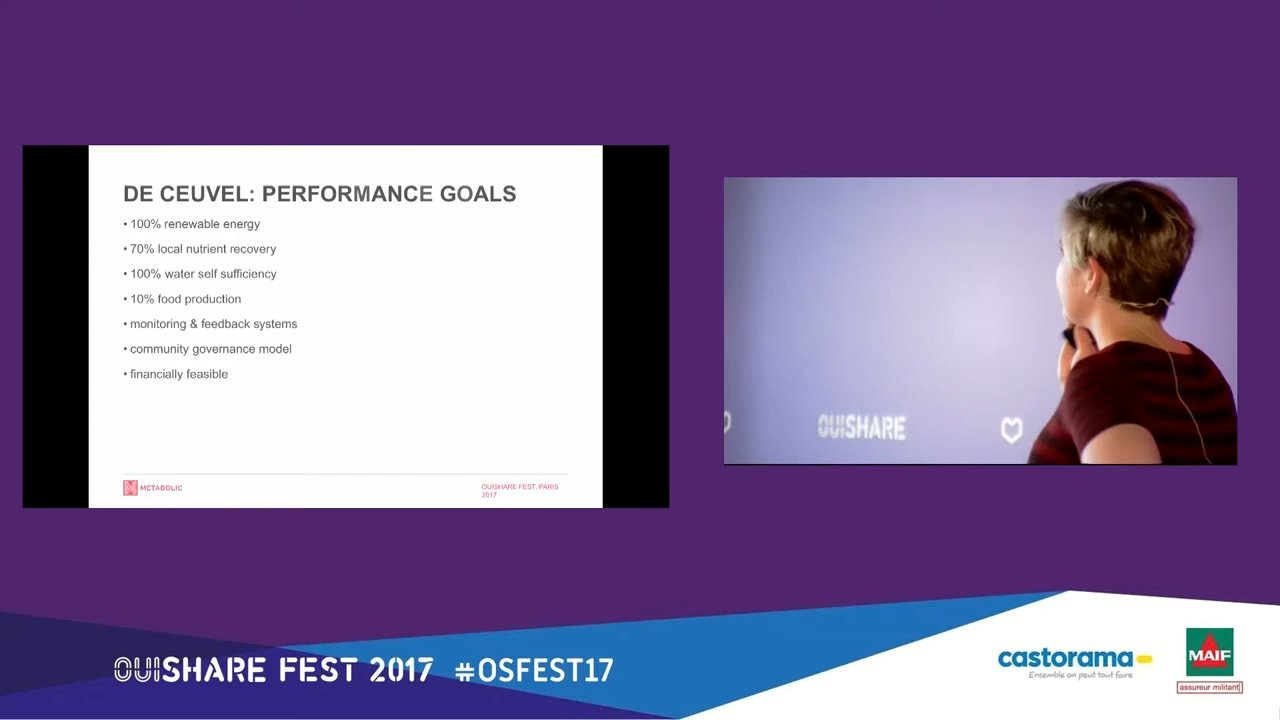 DE CEUVEL: PERFORMANCE GOALS
• 100% renewable energy
• 70% local nutrient recovery
• 100% water self sufficiency
• 10% food production
• monitoring & feedback systems
• community governance model
• financially feasible
METABOLIC
OUISHARE FEST, PARIS
2017
OUISHARE
OUISHARE FEST 2017 #OSFEST17
castorama
Ensemble on peut tout faire
MAIF
assureur militant